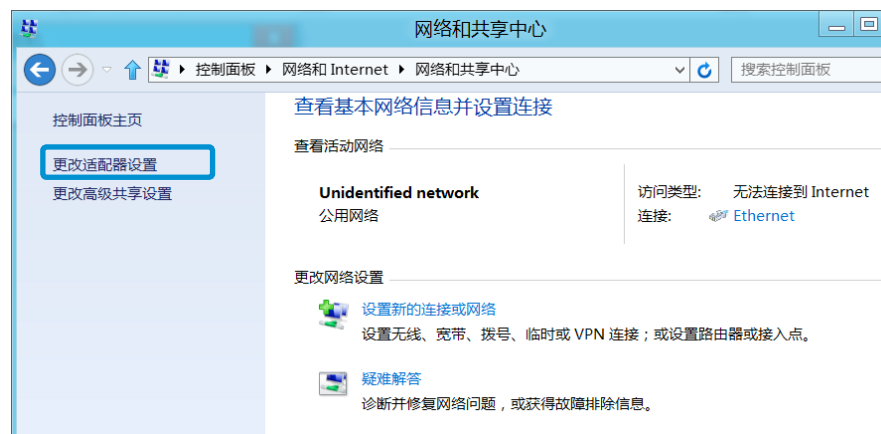 网络和共享中心
控制面板 网络和 Internet 网络和共享中心 搜索控制面板
控制面板主页
更改适配器设置
更改高级共享设置
查看基本网络信息并设置连接
查看活动网络
Unidentified network
公用网络
访问类型: 无法连接到 Internet
连接: Ethernet
更改网络设置
设置新的连接或网络
设置无线、宽带、拨号、临时或 VPN 连接；或设置路由器或接入点。
疑难解答
诊断并修复网络问题，或获得故障排除信息。